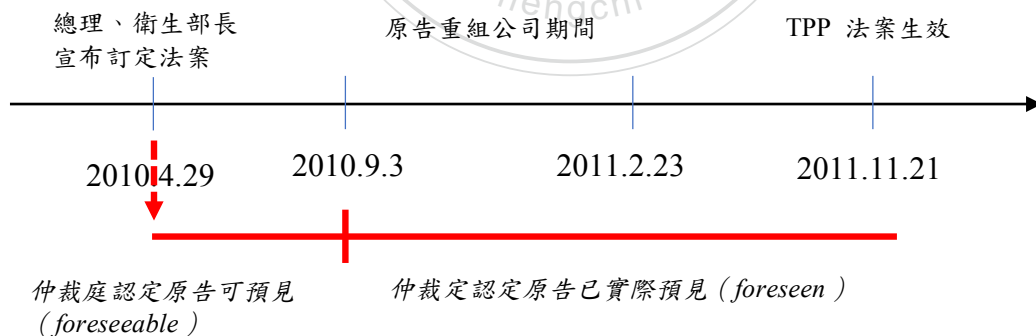 總理、衛生部長
宣布訂定法案
原告重組公司期間
TPP 法案生效
2010.4.29
2010.9.3
2011.2.23
2011.11.21
仲裁庭認定原告可預見
（foreseeable）
仲裁定認定原告已實際預見（foreseen）